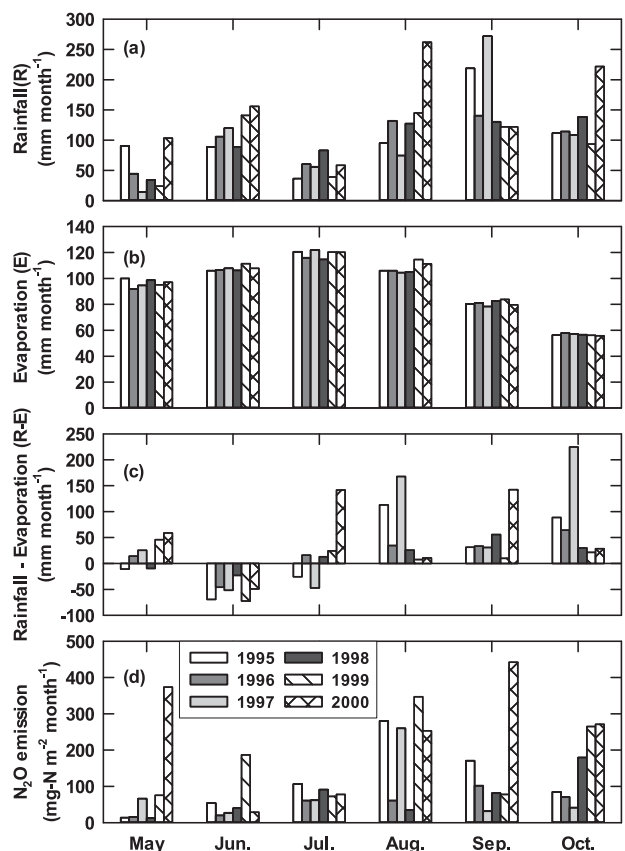 (a)
Rainfall(R)
(mm month⁻¹)
350
300
250
200
150
100
50
0
(b)
Evaporation (E)
(mm month⁻¹)
140
120
100
80
60
40
20
0
(c)
Rainfall - Evaporation (R-E)
(mm month⁻¹)
250
200
150
100
50
0
-50
-100
(d)
N₂O emission
(mg-N m⁻² month⁻¹)
500
400
300
200
100
0
1995
1996
1997
1998
1999
2000
May Jun. Jul. Aug. Sep. Oct.